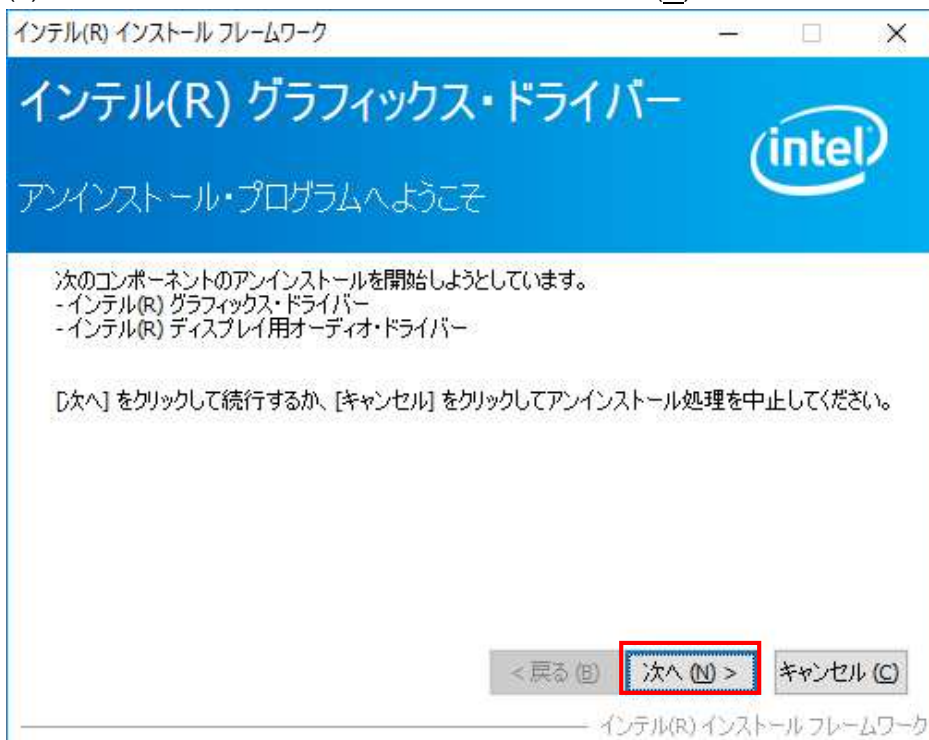 インテル(R) インストール フレームワーク
インテル(R) グラフィックス・ドライバー
intel
アンインストール・プログラムへようこそ
次のコンポーネントのアンインストールを開始しようとしています。
- インテル(R) グラフィックス・ドライバー
- インテル(R) ディスプレイ用オーディオ・ドライバー
[次へ] をクリックして続行するか、[キャンセル] をクリックしてアンインストール処理を中止してください。
< 戻る (B) 次へ (N) > キャンセル (C)
インテル(R) インストール フレームワーク